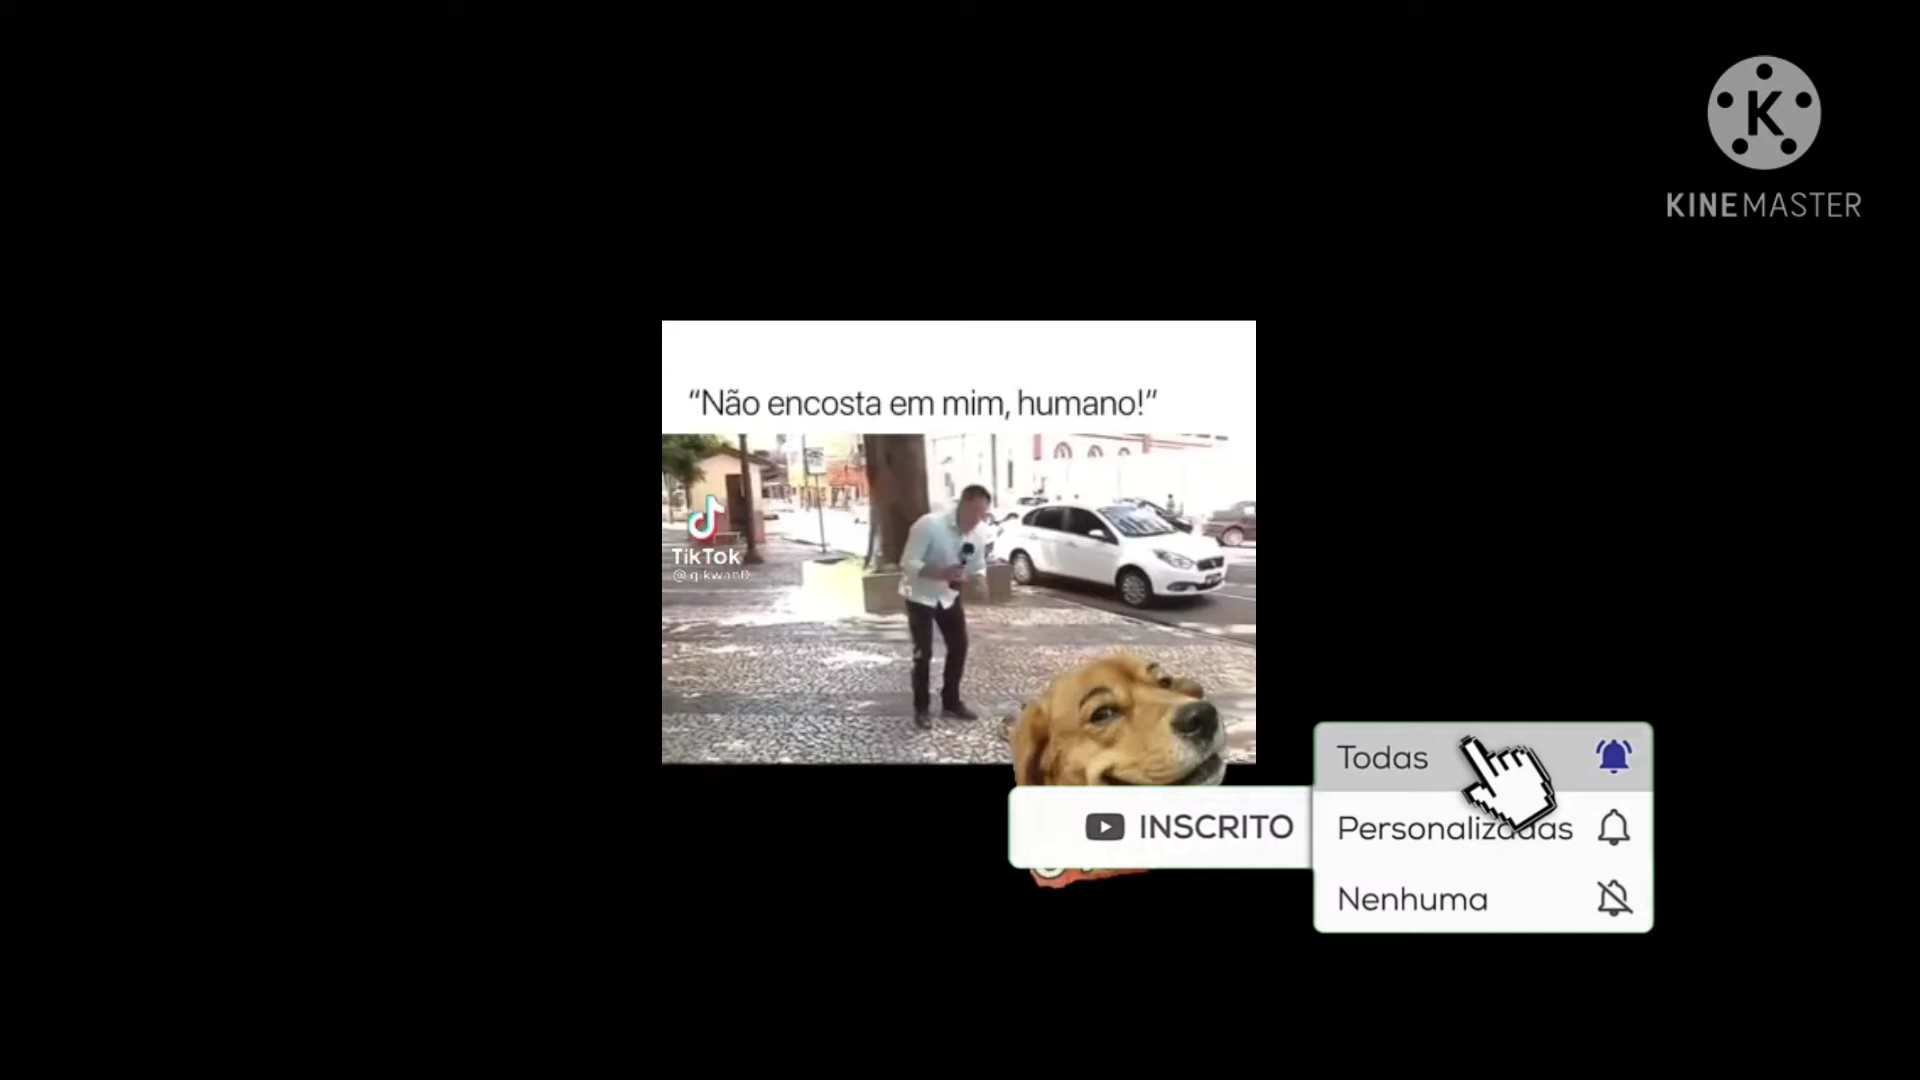 K
KINEMASTER
“Não encosta em mim, humano!”
TikTok
INSCRITO
Todas
Personalizadas
Nenhuma